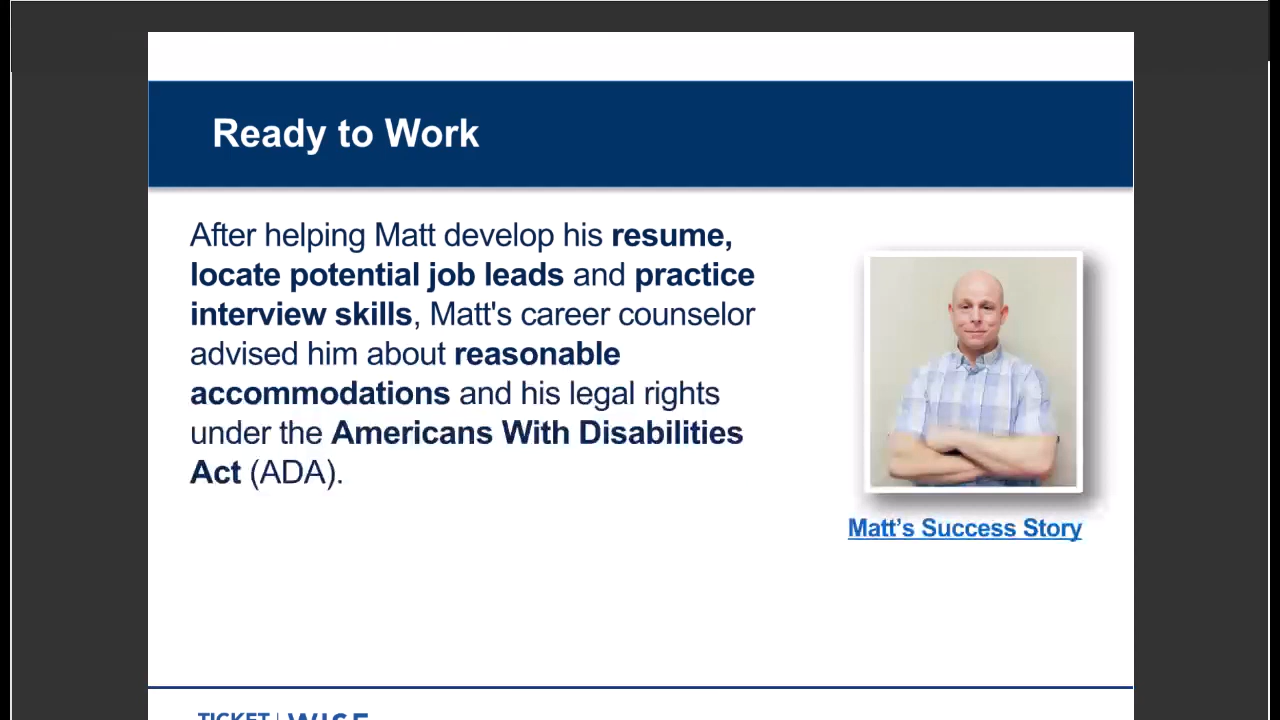 Ready to Work
After helping Matt develop his resume,
locate potential job leads and practice
interview skills, Matt's career counselor
advised him about reasonable
accommodations and his legal rights
under the Americans With Disabilities
Act (ADA).
Matt’s Success Story
TICKET | WISE